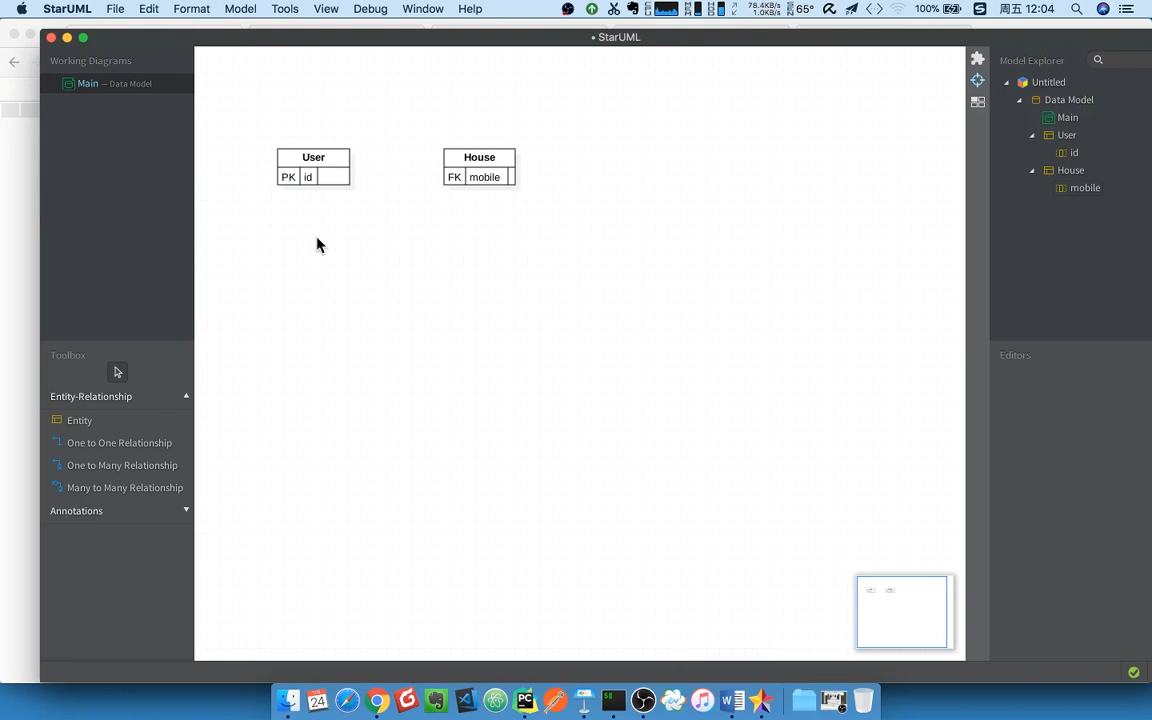 StarUML File Edit Format Model Tools View Debug Window Help 78.4KB/s 1.0KB/s 65° 100% 周五 12:04
• StarUML
Working Diagrams
Main — Data Model
Model Explorer
Untitled
Data Model
Main
User
id
House
mobile
User
PK id
House
FK mobile
Toolbox
Entity-Relationship
Entity
One to One Relationship
One to Many Relationship
Many to Many Relationship
Annotations
Editors